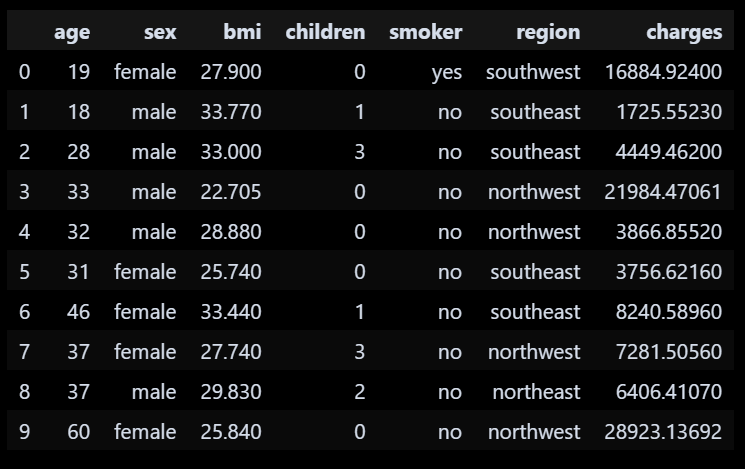 age sex bmi children smoker region charges
0 19 female 27.900 0 yes southwest 16884.92400
1 18 male 33.770 1 no southeast 1725.55230
2 28 male 33.000 3 no southeast 4449.46200
3 33 male 22.705 0 no northwest 21984.47061
4 32 male 28.880 0 no northwest 3866.85520
5 31 female 25.740 0 no southeast 3756.62160
6 46 female 33.440 1 no southeast 8240.58960
7 37 female 27.740 3 no northwest 7281.50560
8 37 male 29.830 2 no northeast 6406.41070
9 60 female 25.840 0 no northwest 28923.13692